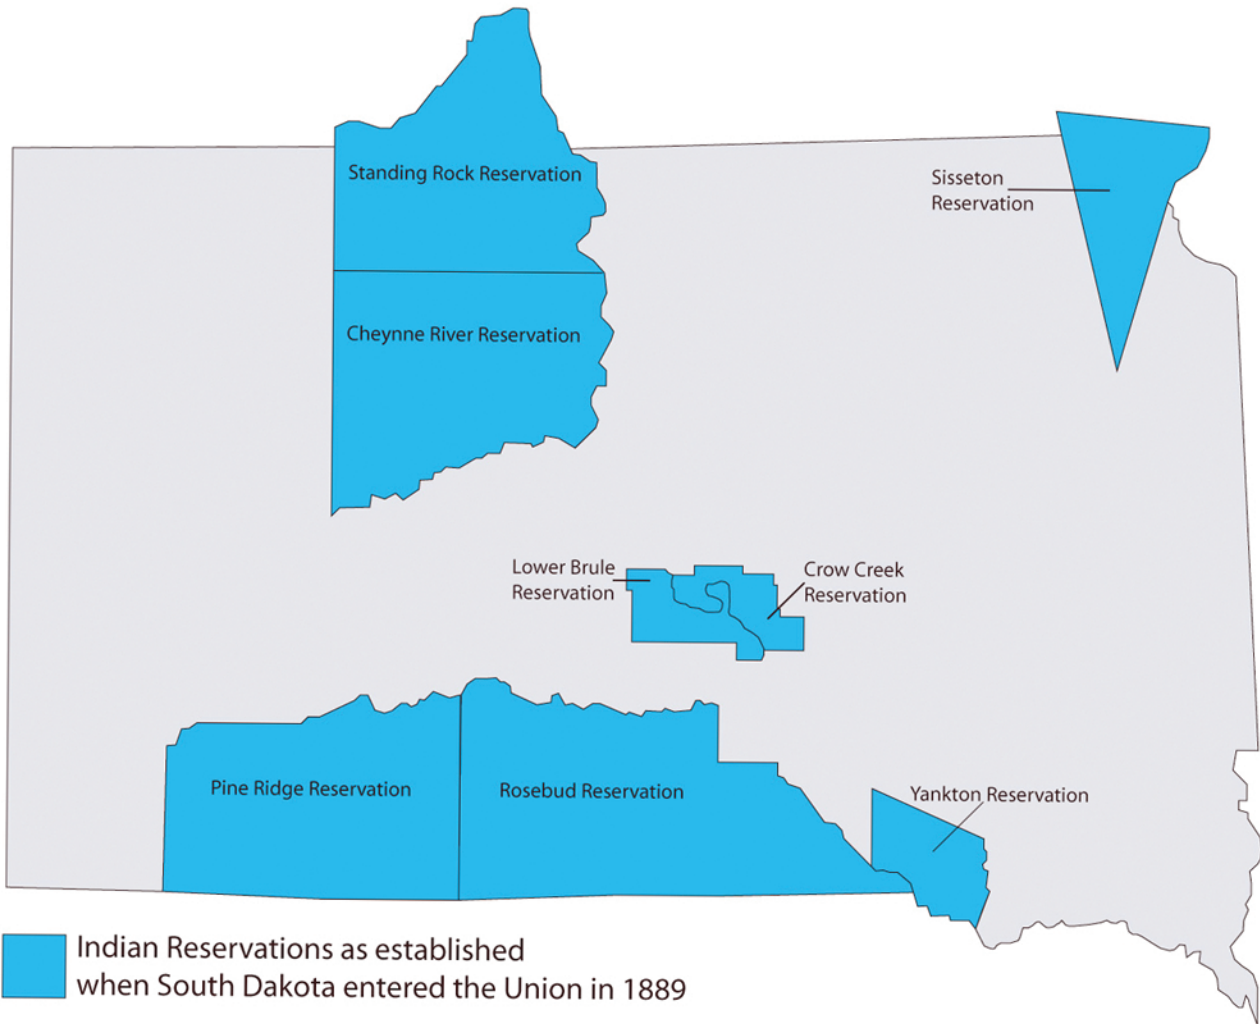 Standing Rock Reservation
Sisseton
Reservation
Cheynne River Reservation
Lower Brule
Reservation
Crow Creek
Reservation
Pine Ridge Reservation
Rosebud Reservation
Yankton Reservation
Indian Reservations as established
when South Dakota entered the Union in 1889